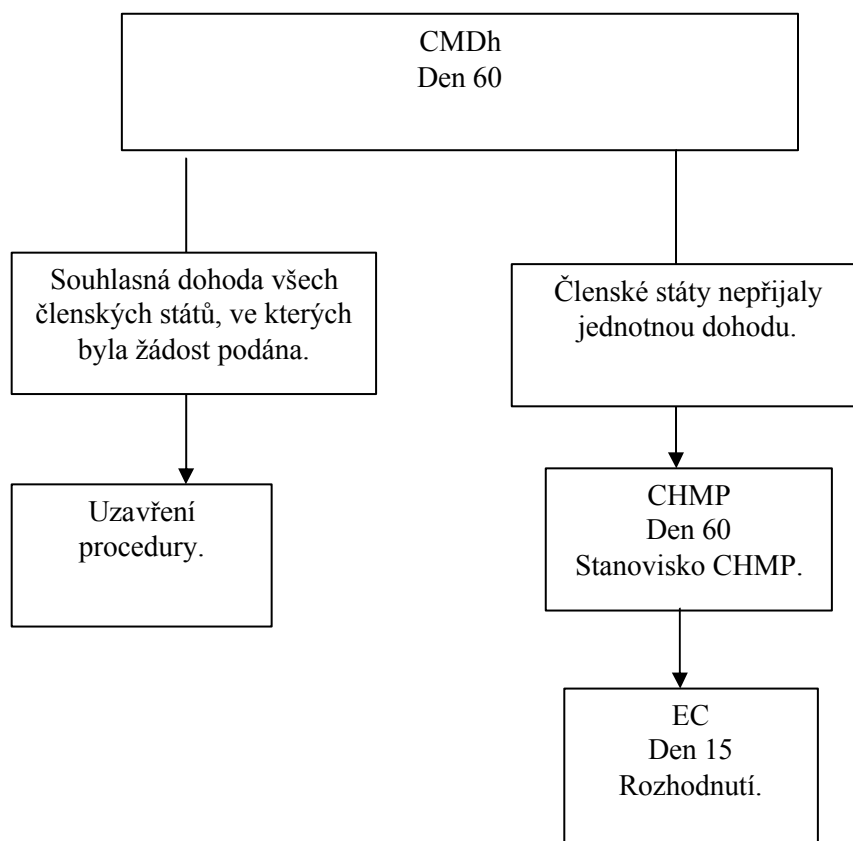 CMDh
Den 60
Souhlasná dohoda všech
členských států, ve kterých
byla žádost podána.
Členské státy nepřijaly
jednotnou dohodu.
Uzavření
procedury.
CHMP
Den 60
Stanovisko CHMP.
EC
Den 15
Rozhodnutí.